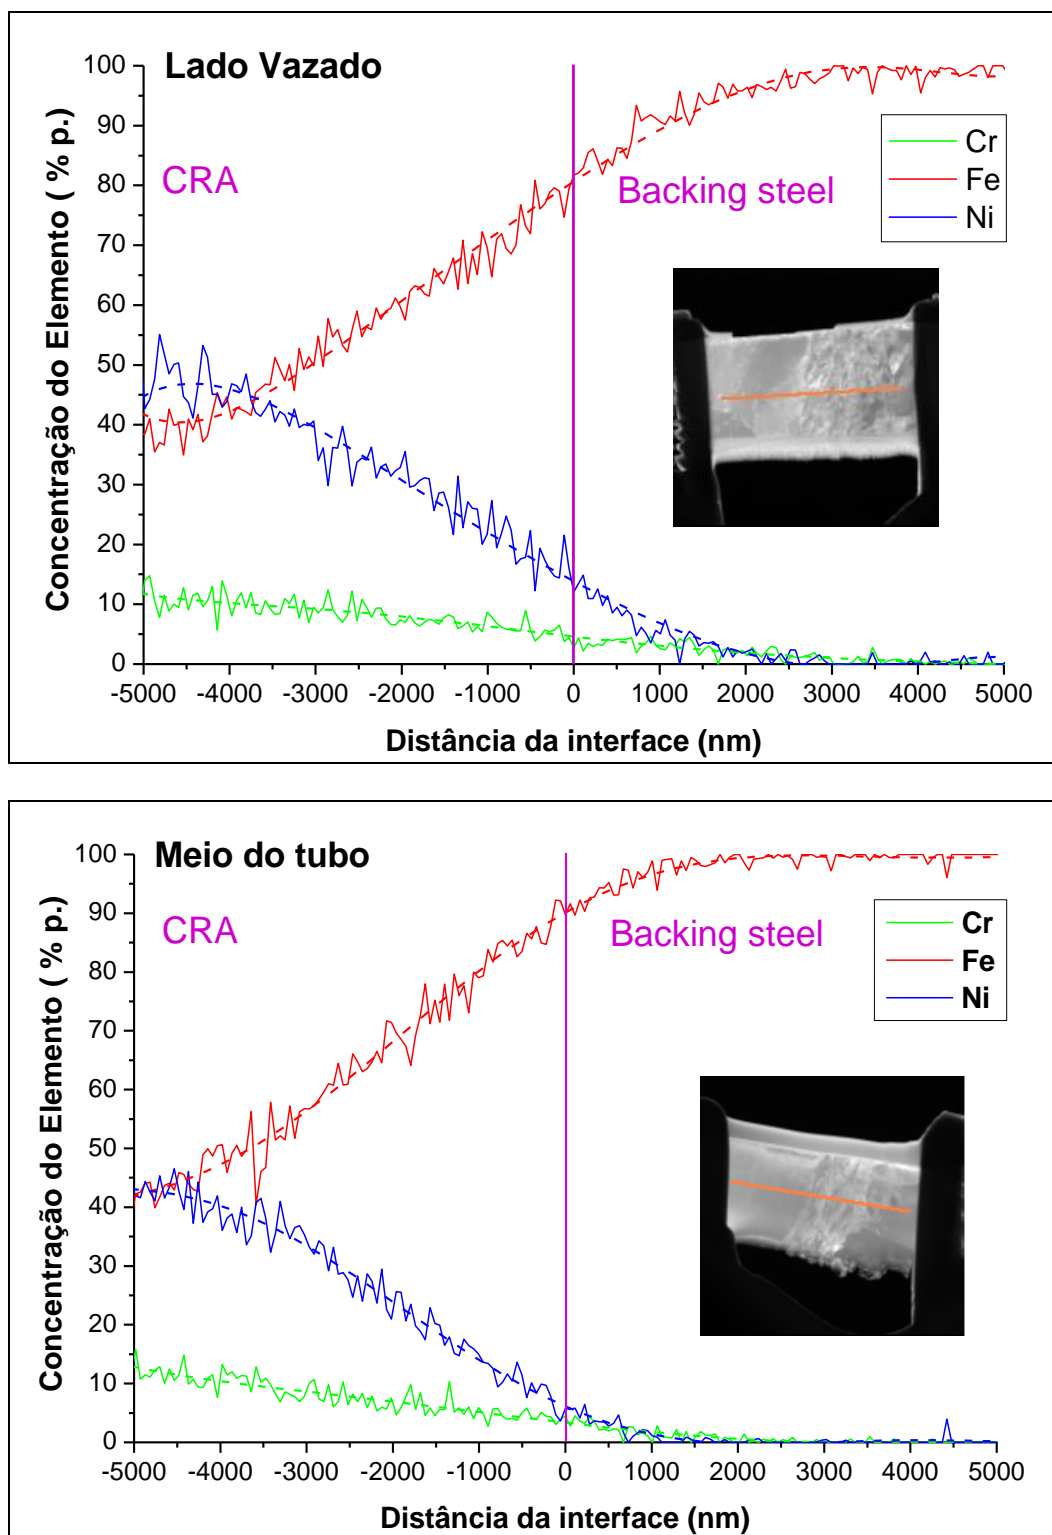 Lado Vazado
100
90
80
70
60
50
40
30
20
10
0
Concentração do Elemento ( % p.)
CRA
Backing steel
Cr
Fe
Ni
-5000 -4000 -3000 -2000 -1000 0 1000 2000 3000 4000 5000
Distância da interface (nm)
Meio do tubo
100
90
80
70
60
50
40
30
20
10
0
Concentração do Elemento ( % p.)
CRA
Backing steel
Cr
Fe
Ni
-5000 -4000 -3000 -2000 -1000 0 1000 2000 3000 4000 5000
Distância da interface (nm)